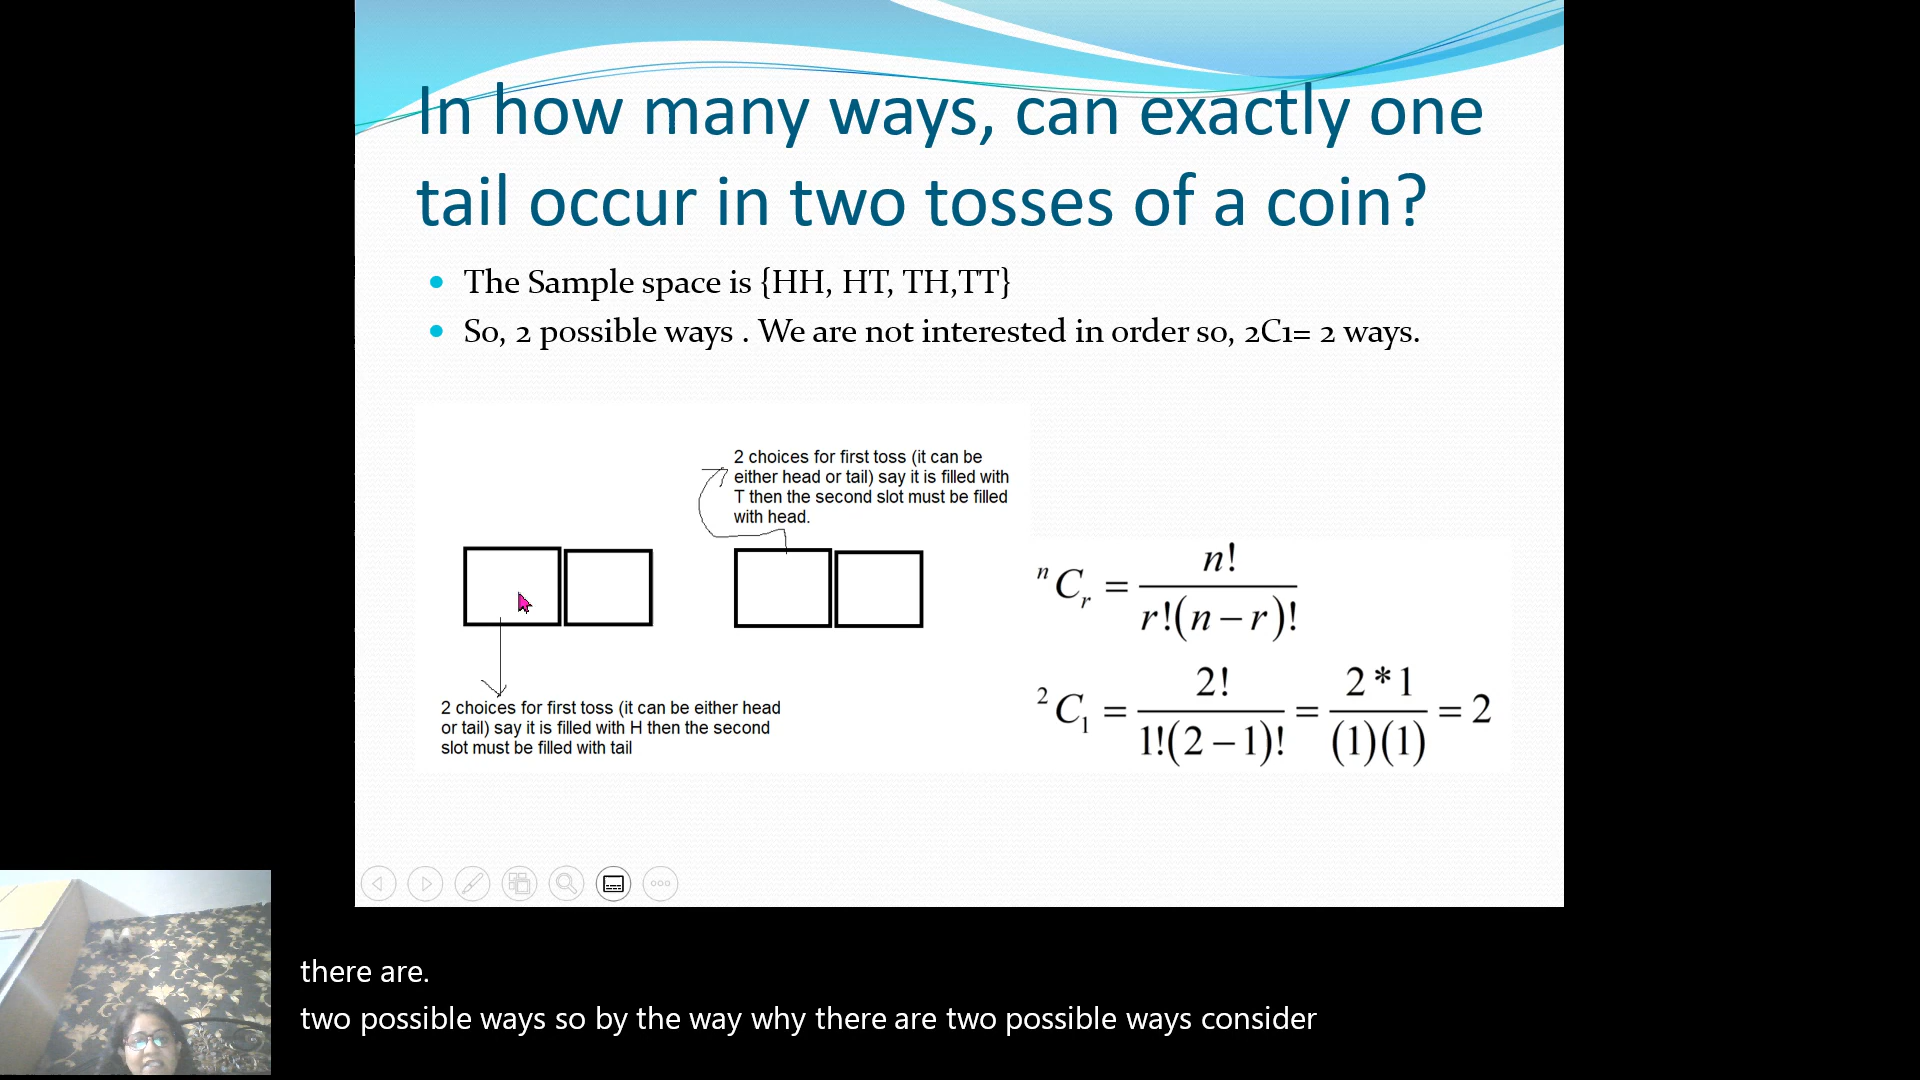 In how many ways, can exactly one
tail occur in two tosses of a coin?
The Sample space is {HH, HT, TH,TT}
So, 2 possible ways . We are not interested in order so, 2C1= 2 ways.
2 choices for first toss (it can be
either head or tail) say it is filled with
T then the second slot must be filled
with head.
2 choices for first toss (it can be either head
or tail) say it is filled with H then the second
slot must be filled with tail
ⁿCᵣ = n! / r!(n − r)!
²C₁ = 2! / 1!(2 − 1)! = 2 * 1 / (1)(1) = 2
there are.
two possible ways so by the way why there are two possible ways consider